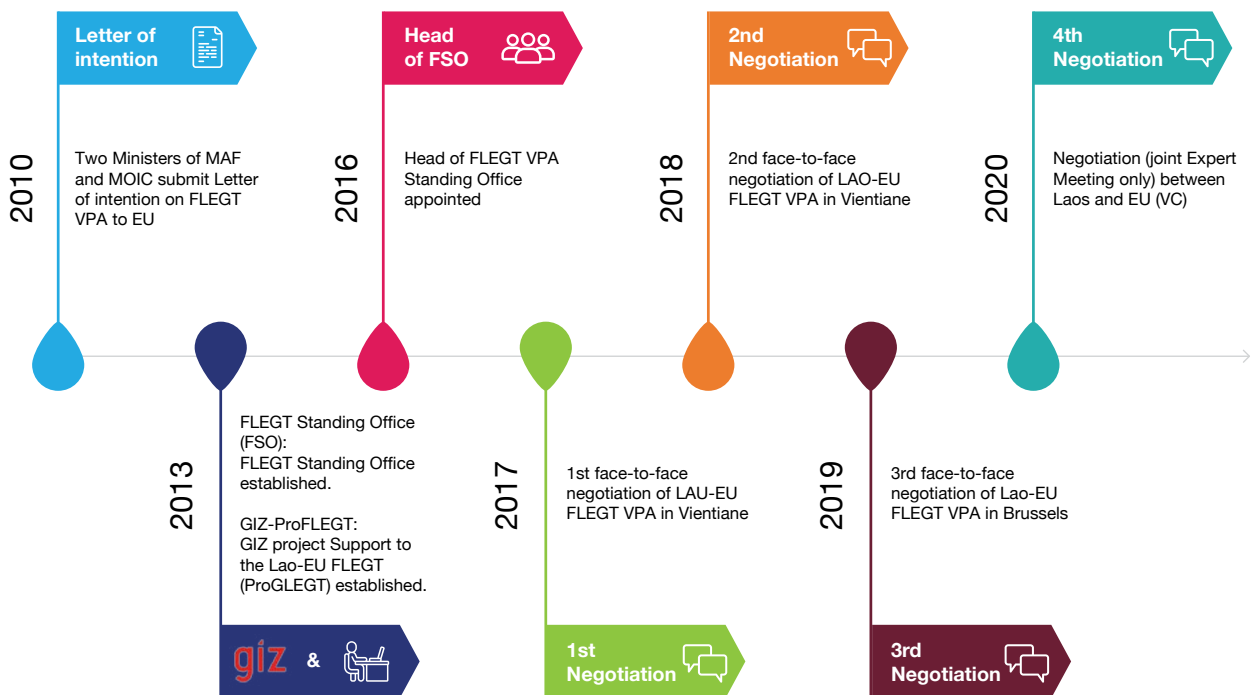 Letter of
intention
2010
Two Ministers of MAF
and MOIC submit Letter
of intention on FLEGT
VPA to EU
2013
FLEGT Standing Office
(FSO):
FLEGT Standing Office
established.
GIZ-ProFLEGT:
GIZ project Support to
the Lao-EU FLEGT
(ProGLEGT) established.
giz &
Head
of FSO
2016
Head of FLEGT VPA
Standing Office
appointed
2017
1st face-to-face
negotiation of LAU-EU
FLEGT VPA in Vientiane
1st
Negotiation
2nd
Negotiation
2018
2nd face-to-face
negotiation of LAO-EU
FLEGT VPA in Vientiane
2019
3rd face-to-face
negotiation of Lao-EU
FLEGT VPA in Brussels
3rd
Negotiation
4th
Negotiation
2020
Negotiation (joint Expert
Meeting only) between
Laos and EU (VC)